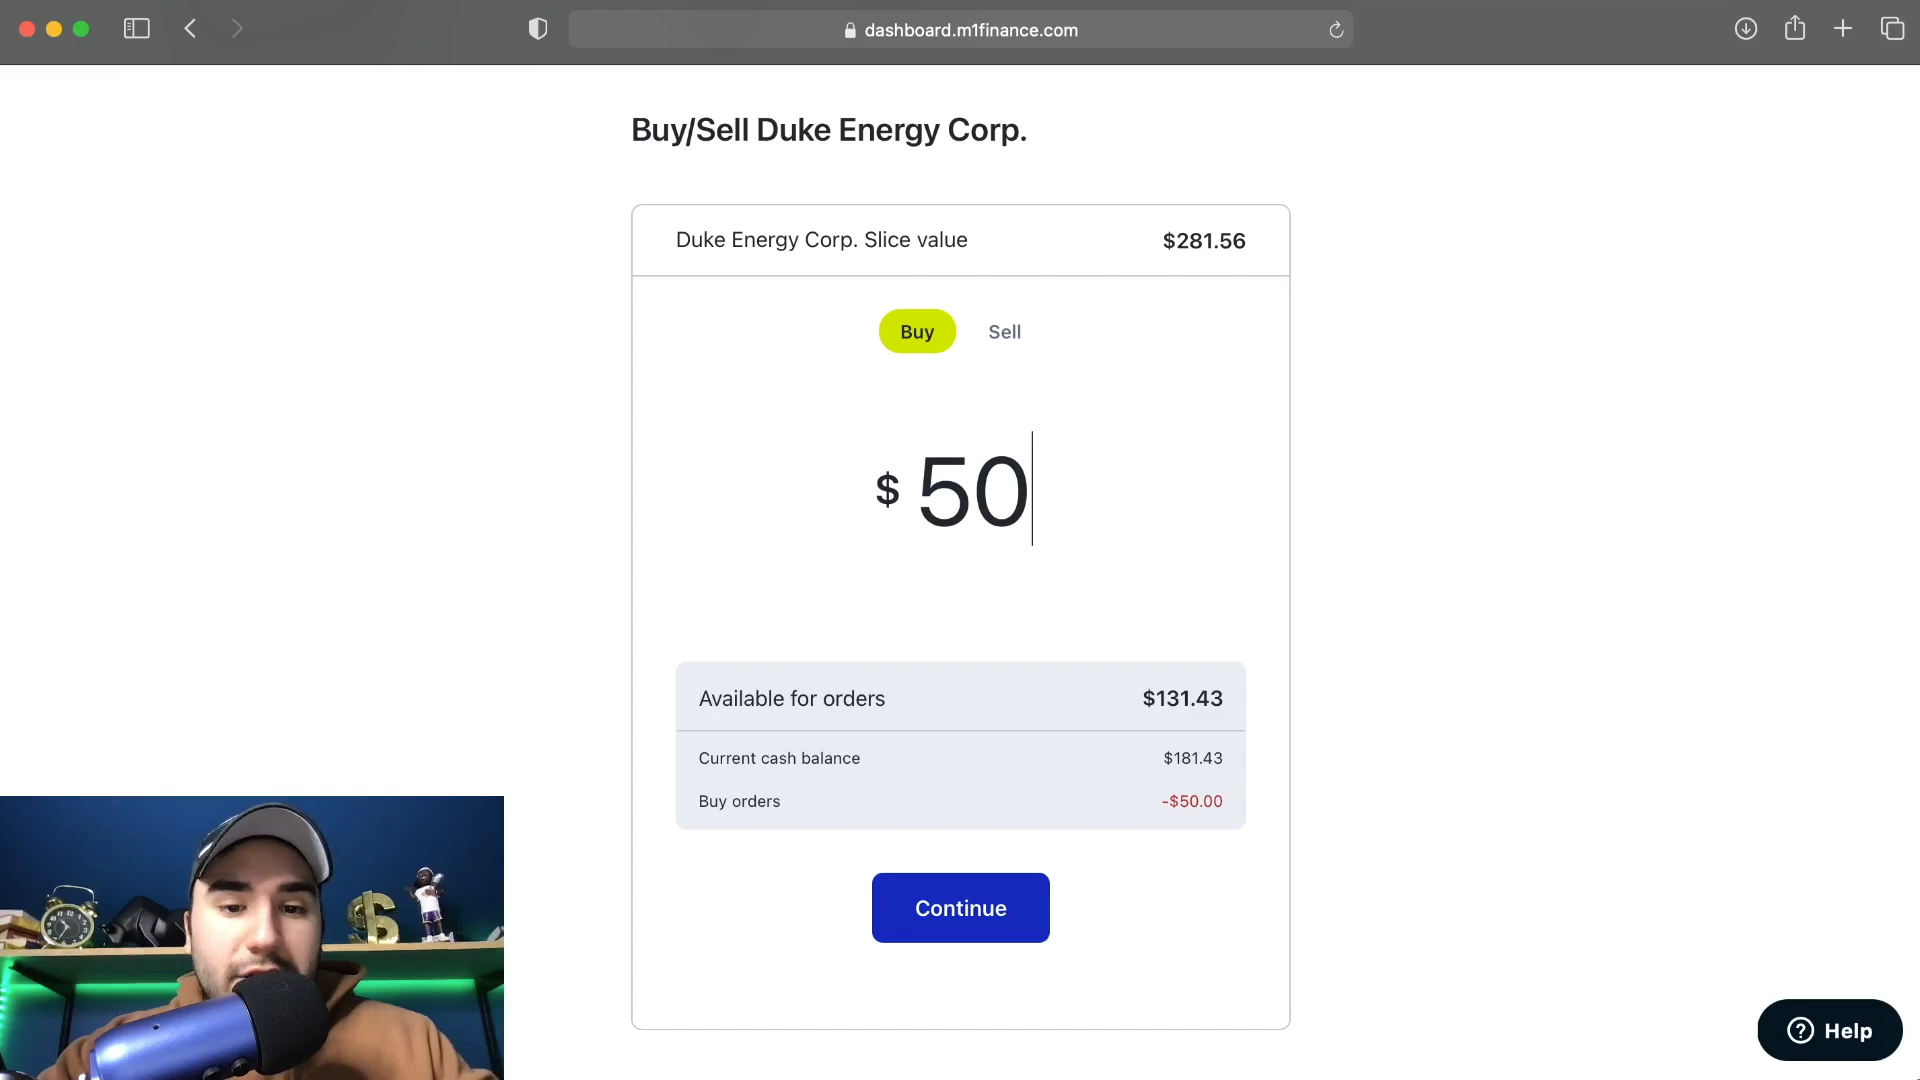 dashboard.m1finance.com
Buy/Sell Duke Energy Corp.
Duke Energy Corp. Slice value $281.56
Buy Sell
$ 50
Available for orders $131.43
Current cash balance $181.43
Buy orders -$50.00
Continue
Help